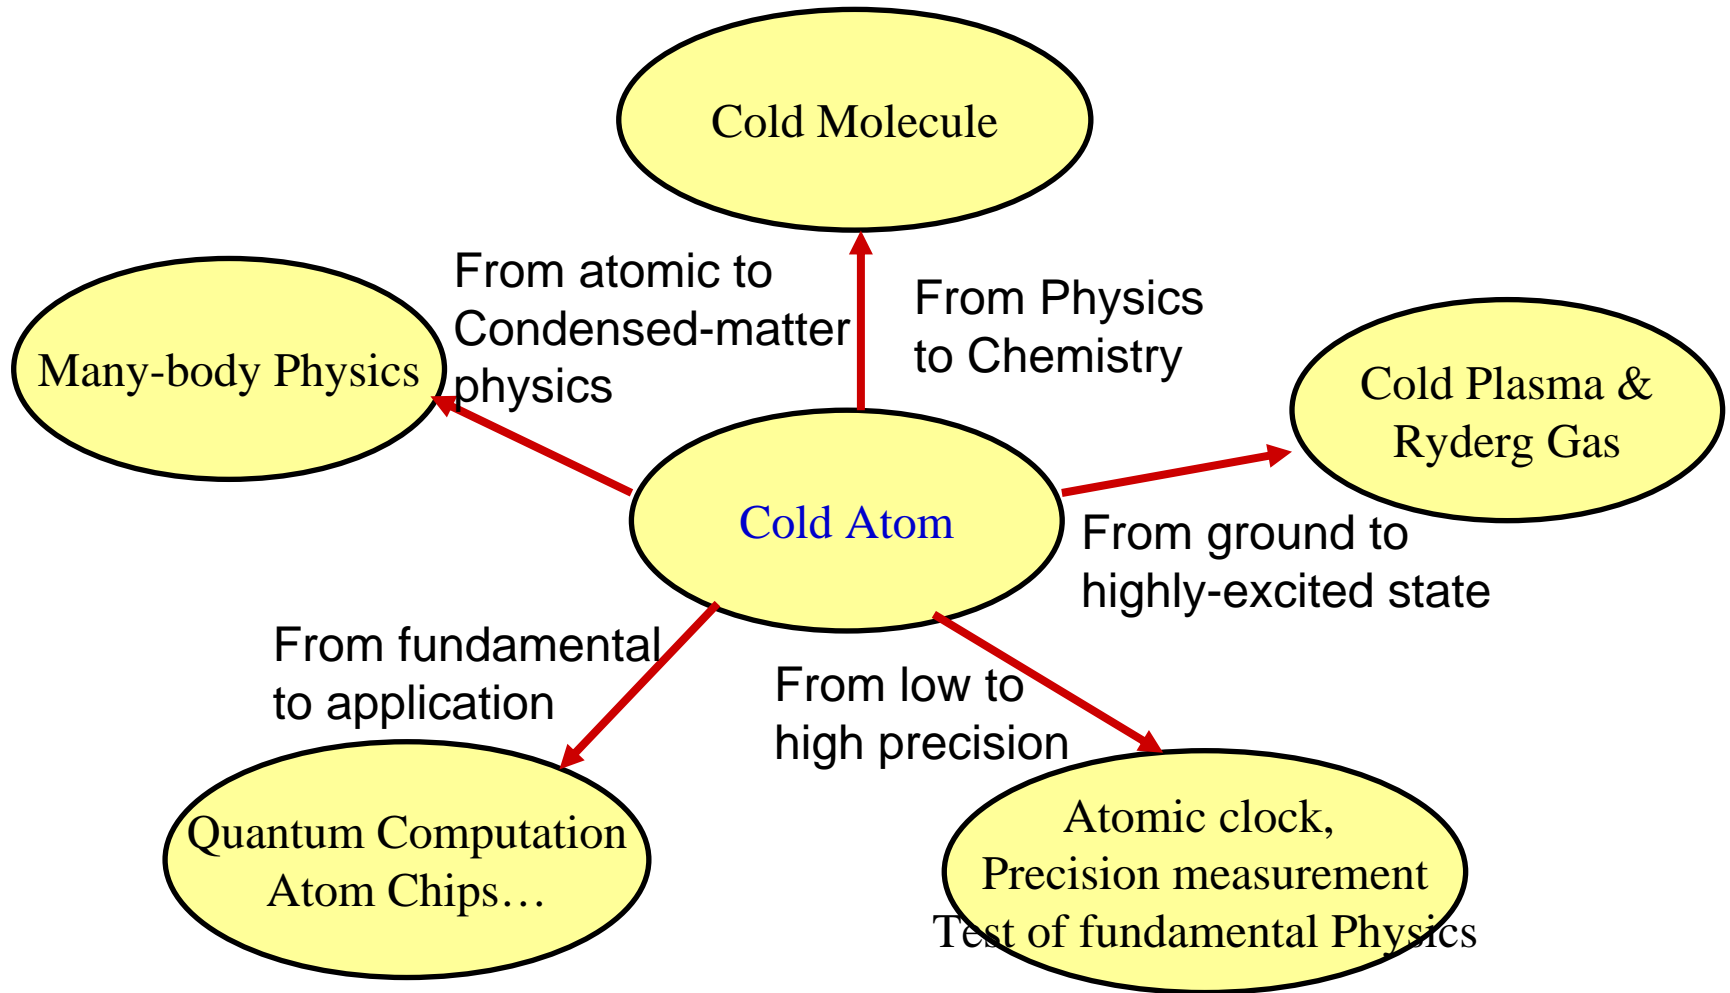 Cold Molecule
From atomic to
Condensed-matter
physics
From Physics
to Chemistry
Many-body Physics
Cold Plasma &
Ryderg Gas
Cold Atom
From ground to
highly-excited state
From fundamental
to application
From low to
high precision
Quantum Computation
Atom Chips…
Atomic clock,
Precision measurement
Test of fundamental Physics